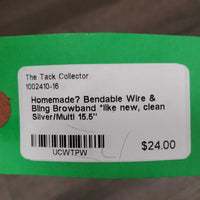 The Tack Collector
1002410-16
Homemade? Bendable Wire &
Bling Browband *like new, clean
Silver/Multi 15.5"
$24.00
UCWTPW